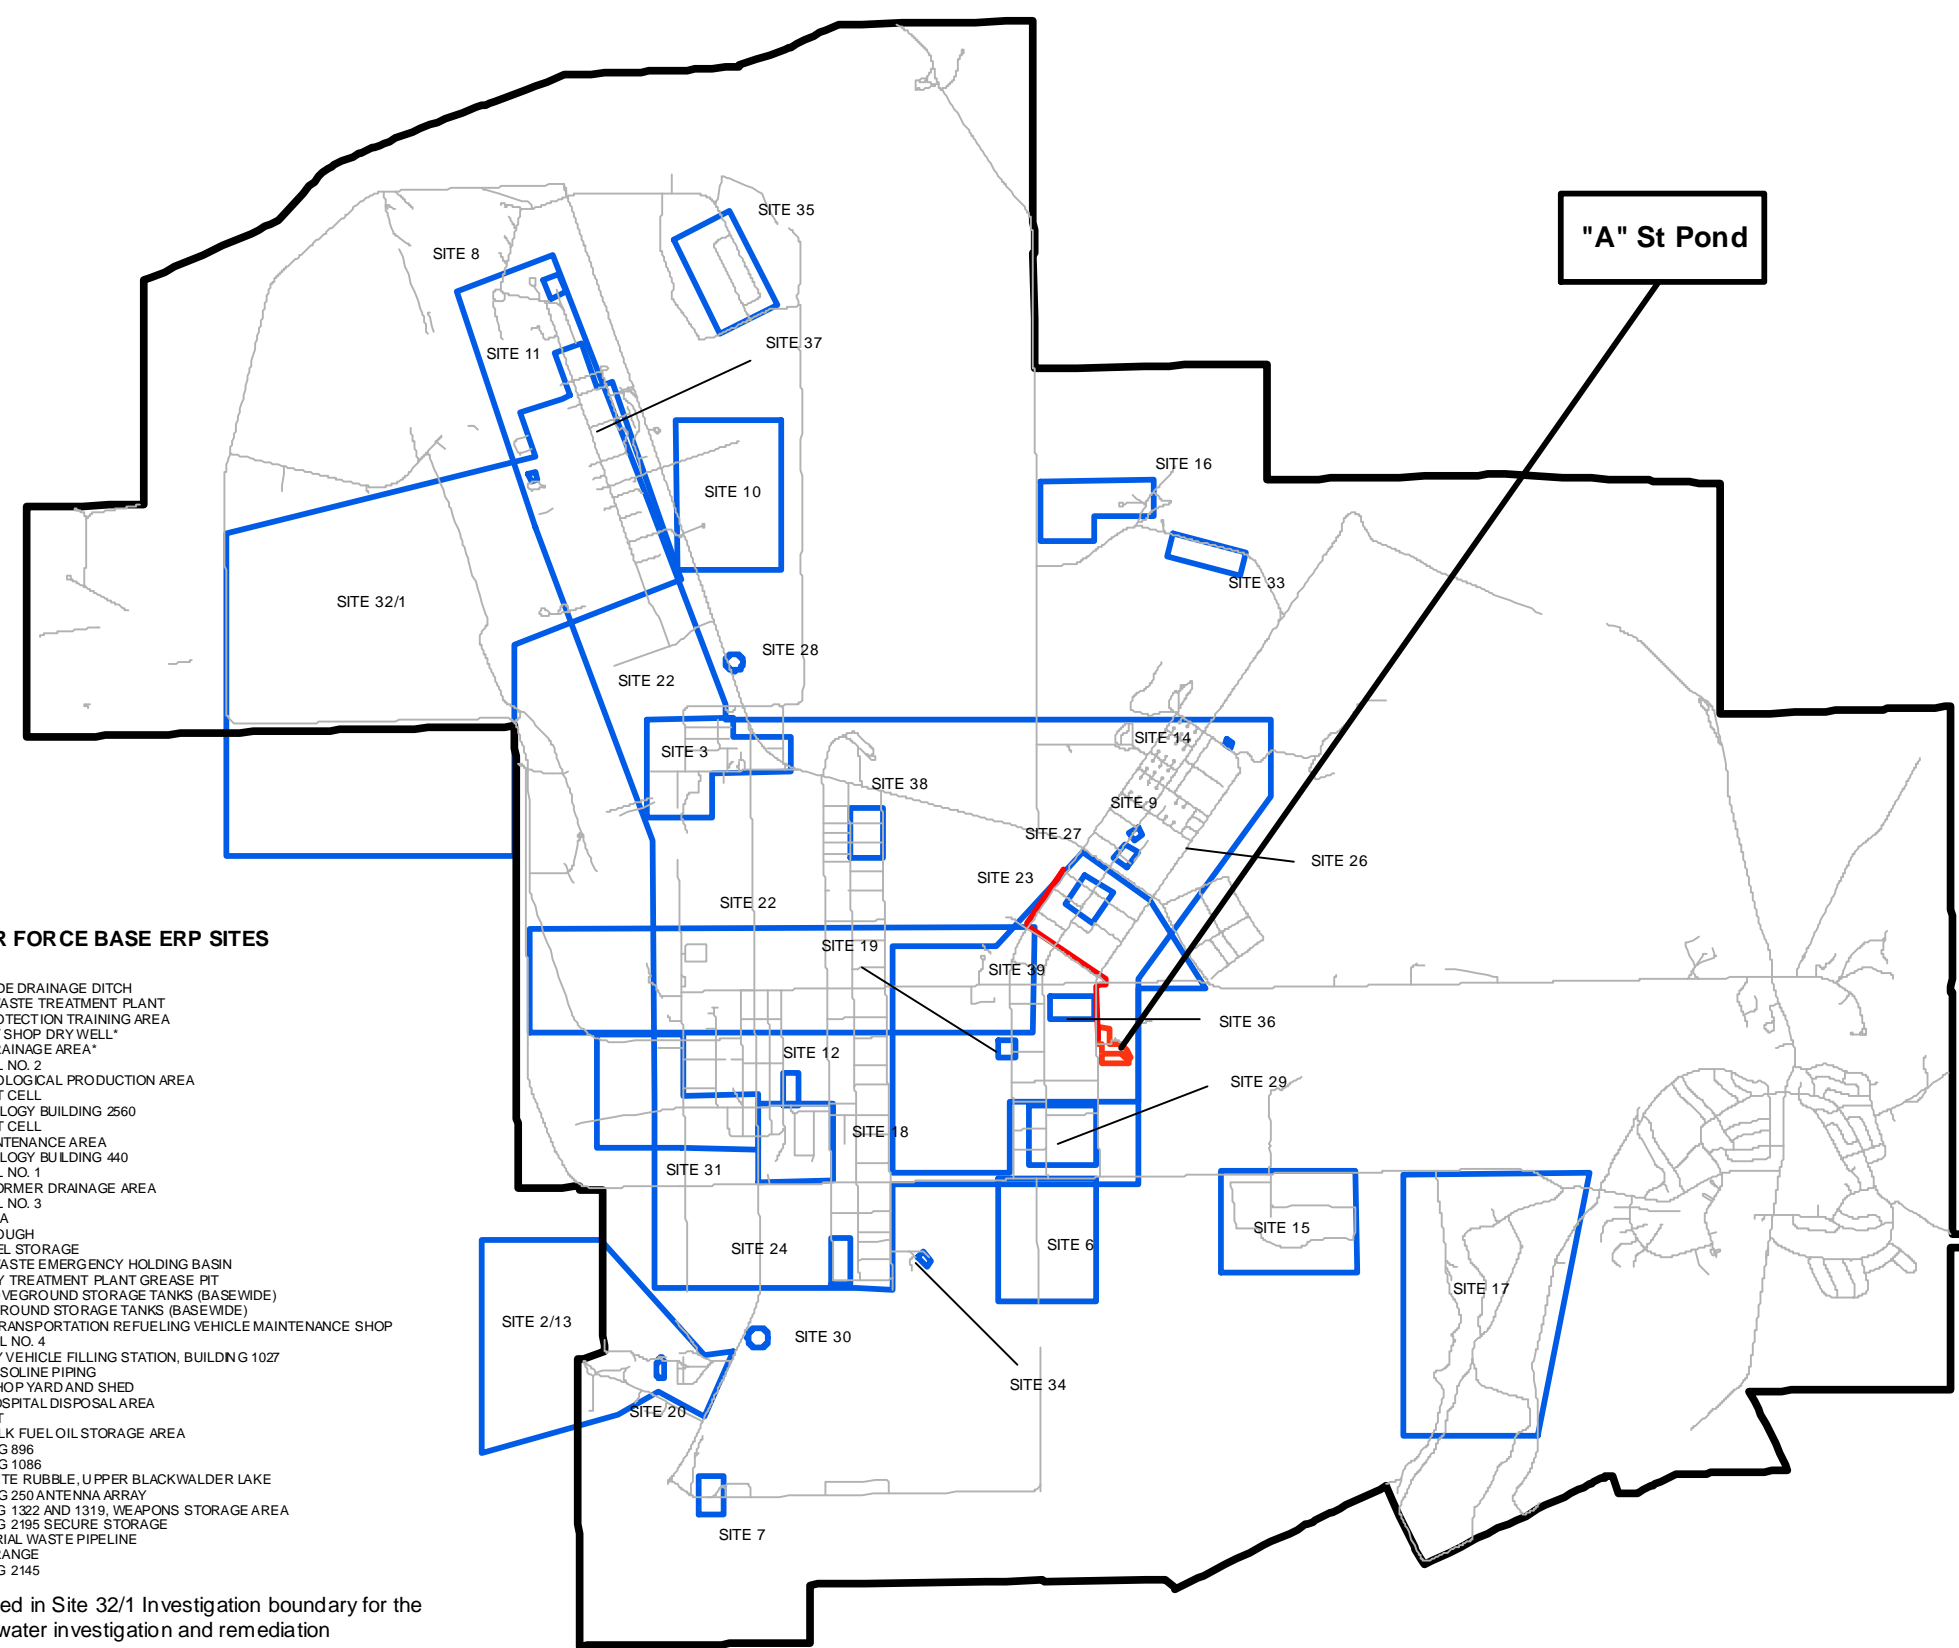 "A" St Pond
SITE 35
SITE 8
SITE 37
SITE 11
SITE 16
SITE 10
SITE 33
SITE 32/1
SITE 28
SITE 22
SITE 14
SITE 3
SITE 38
SITE 9
SITE 27
SITE 26
SITE 23
SITE 22
SITE 19
SITE 39
SITE 36
SITE 12
SITE 29
SITE 18
SITE 31
SITE 15
SITE 24
SITE 6
SITE 17
SITE 2/13
SITE 30
SITE 34
SITE 20
SITE 7
R FORCE BASE ERP SITES
DE DRAINAGE DITCH
ASTE TREATMENT PLANT
OTECTION TRAINING AREA
SHOP DRY WELL*
RAINAGE AREA*
L NO. 2
OLOGICAL PRODUCTION AREA
T CELL
LOGY BUILDING 2560
T CELL
NTENANCE AREA
LOGY BUILDING 440
L NO. 1
ORMER DRAINAGE AREA
L NO. 3
A
OUGH
EL STORAGE
ASTE EMERGENCY HOLDING BASIN
Y TREATMENT PLANT GREASE PIT
OVEGROUND STORAGE TANKS (BASEWIDE)
GROUND STORAGE TANKS (BASEWIDE)
RANSPORTATION REFUELING VEHICLE MAINTENANCE SHOP
L NO. 4
Y VEHICLE FILLING STATION, BUILDING 1027
SOLINE PIPING
HOP YARD AND SHED
OSPITAL DISPOSAL AREA
T
LK FUEL OIL STORAGE AREA
G 896
G 1086
TE RUBBLE, UPPER BLACKWALDER LAKE
G 250 ANTENNA ARRAY
G 1322 AND 1319, WEAPONS STORAGE AREA
G 2195 SECURE STORAGE
RIAL WASTE PIPELINE
RANGE
G 2145
ed in Site 32/1 Investigation boundary for the
water investigation and remediation